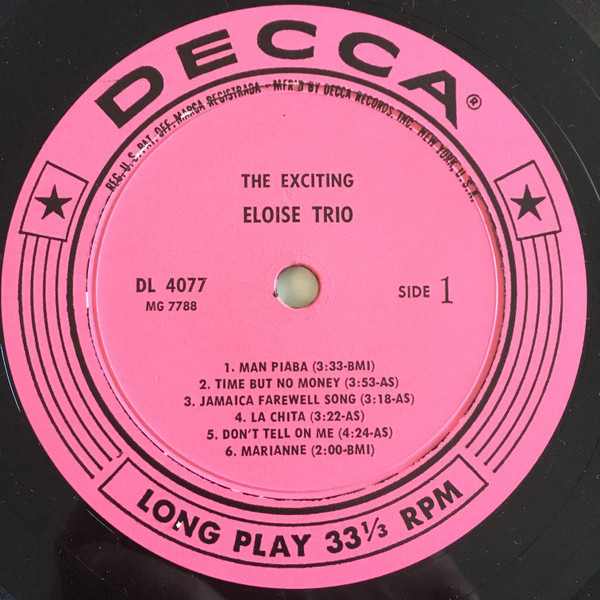 DECCA®
REG. U.S. PAT. OFF. MARCA REGISTRADA - MFR'D BY DECCA RECORDS, INC. NEW YORK, U.S.A.
THE EXCITING
ELOISE TRIO
DL 4077
MG 7788
SIDE 1
1. MAN PIABA (3:33-BMI)
2. TIME BUT NO MONEY (3:53-AS)
3. JAMAICA FAREWELL SONG (3:18-AS)
4. LA CHITA (3:22-AS)
5. DON'T TELL ON ME (4:24-AS)
6. MARIANNE (2:00-BMI)
LONG PLAY 33⅓ RPM